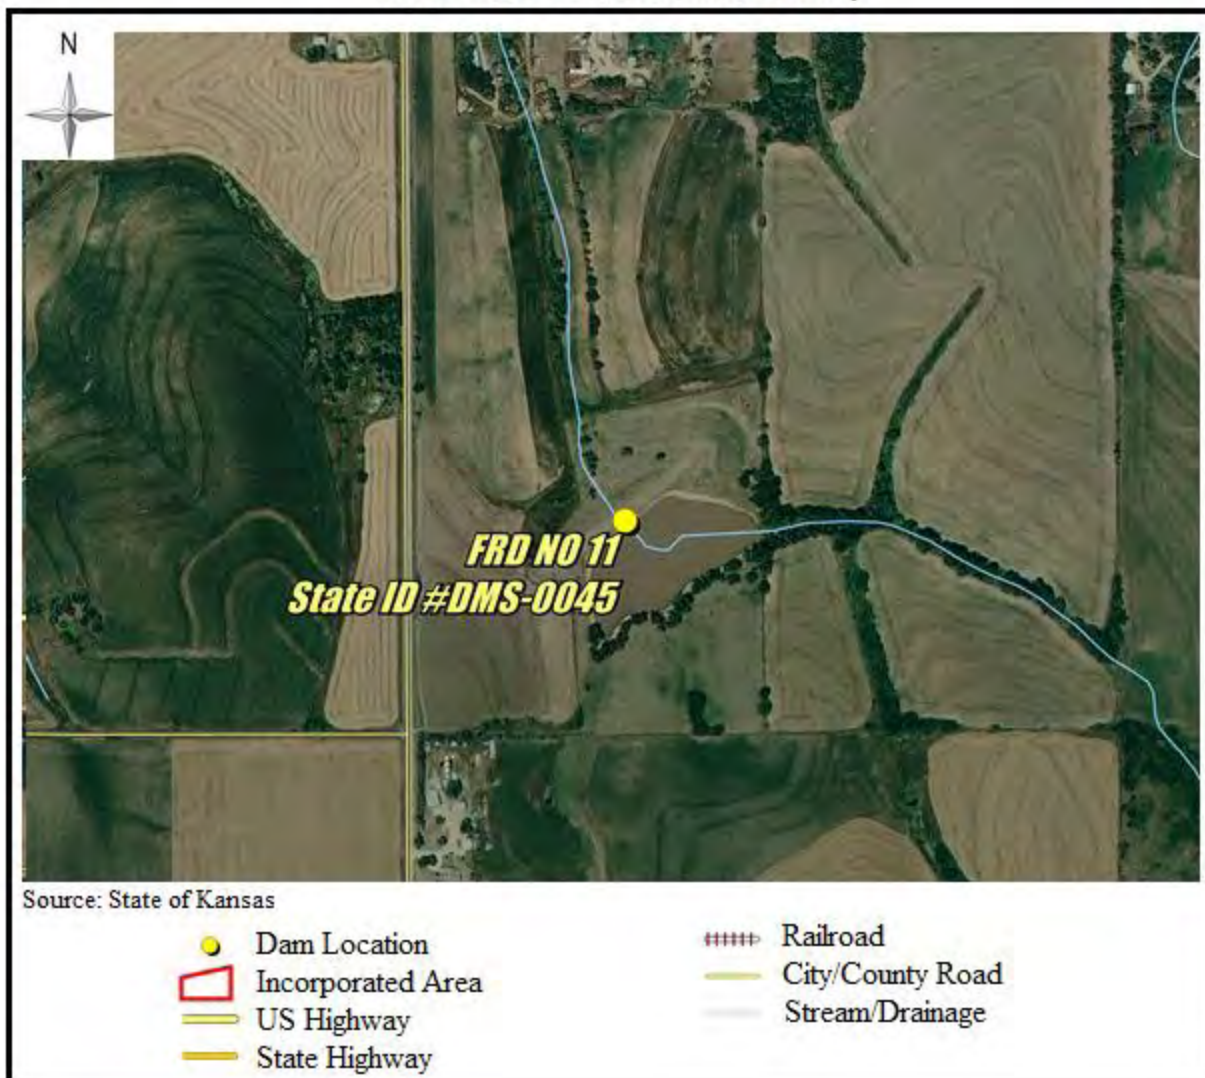 N
FRD NO 11
State ID #DMS-0045
Source: State of Kansas
Dam Location
Incorporated Area
US Highway
State Highway
Railroad
City/County Road
Stream/Drainage